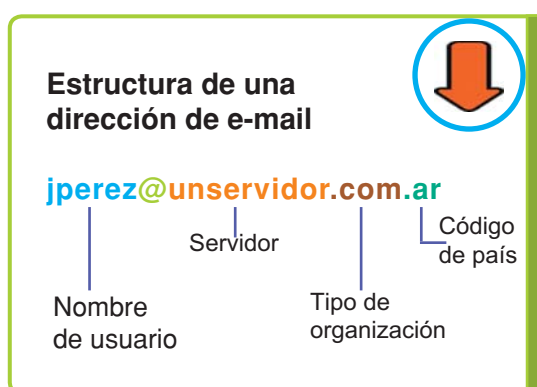 Estructura de una
dirección de e-mail
jperez@unservidor.com.ar
Servidor
Código
de país
Nombre
de usuario
Tipo de
organización